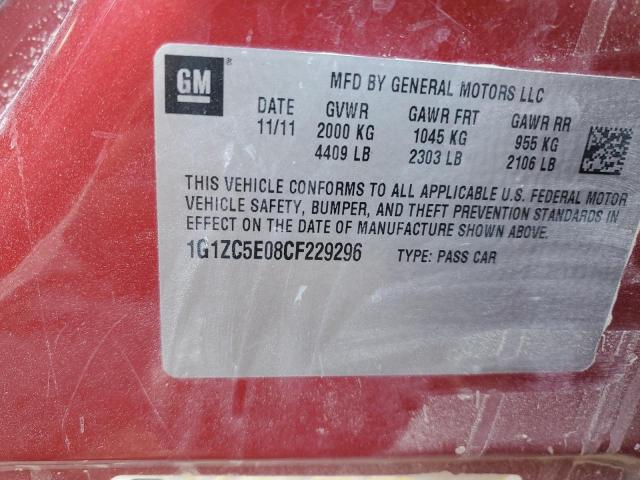 GM®
MFD BY GENERAL MOTORS LLC
DATE GVWR GAWR FRT GAWR RR
11/11 2000 KG 1045 KG 955 KG
4409 LB 2303 LB 2106 LB
THIS VEHICLE CONFORMS TO ALL APPLICABLE U.S. FEDERAL MOTOR
VEHICLE SAFETY, BUMPER, AND THEFT PREVENTION STANDARDS IN
EFFECT ON THE DATE OF MANUFACTURE SHOWN ABOVE.
1G1ZC5E08CF229296 TYPE: PASS CAR